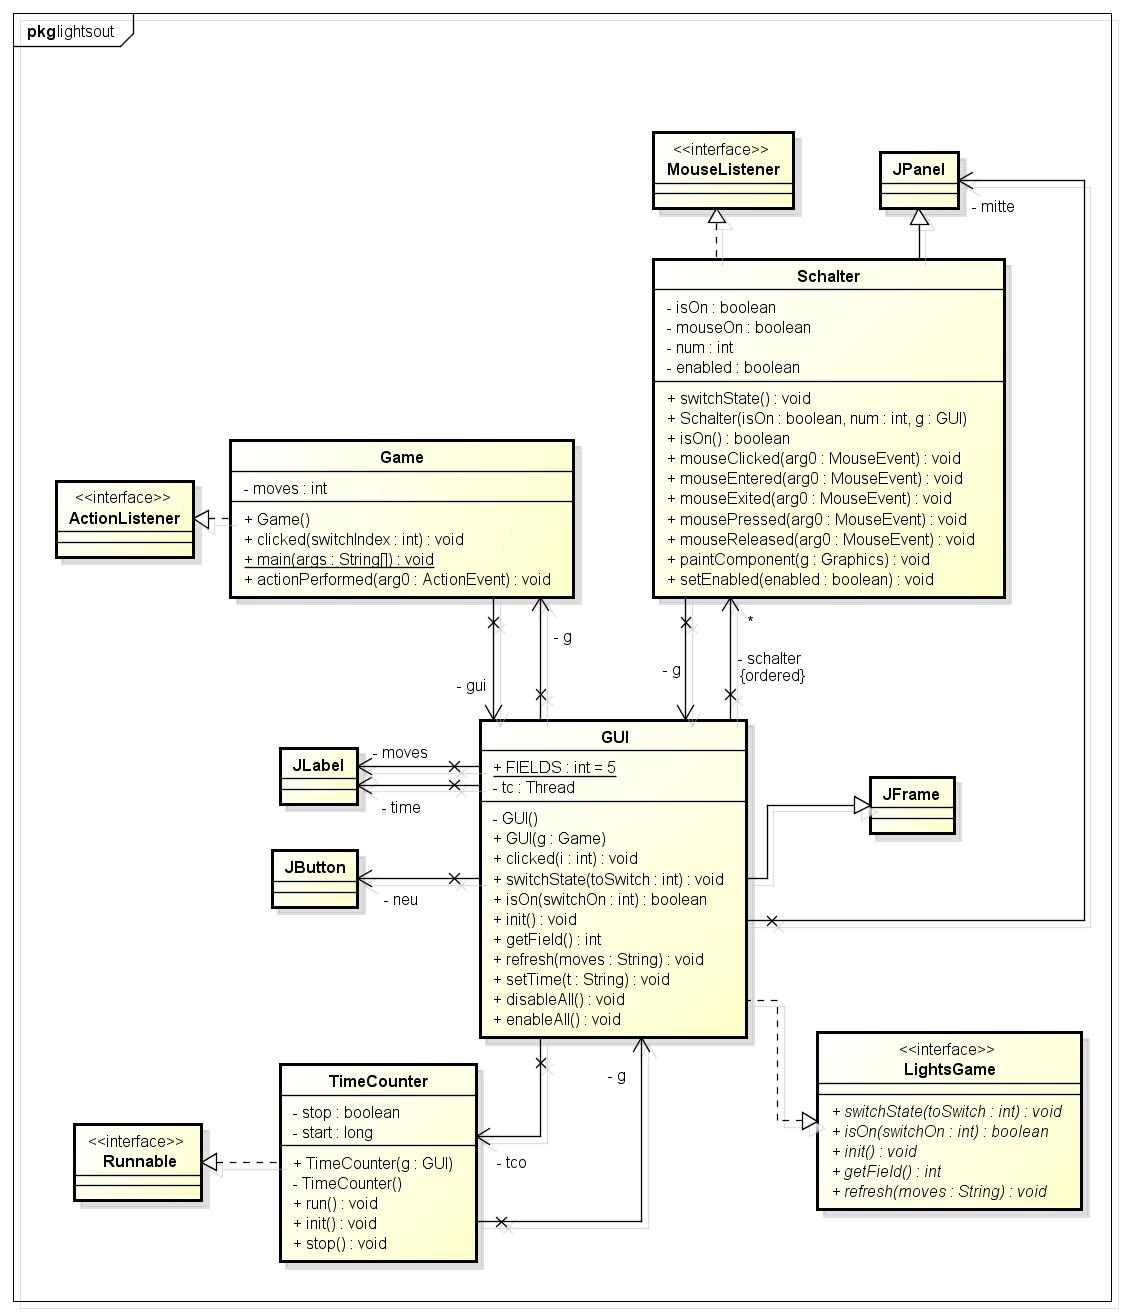 pkg lightsout
<<interface>>
MouseListener
JPanel
- mitte
Schalter
- isOn : boolean
- mouseOn : boolean
- num : int
- enabled : boolean
+ switchState() : void
+ Schalter(isOn : boolean, num : int, g : GUI)
+ isOn() : boolean
+ mouseClicked(arg0 : MouseEvent) : void
+ mouseEntered(arg0 : MouseEvent) : void
+ mouseExited(arg0 : MouseEvent) : void
+ mousePressed(arg0 : MouseEvent) : void
+ mouseReleased(arg0 : MouseEvent) : void
+ paintComponent(g : Graphics) : void
+ setEnabled(enabled : boolean) : void
Game
- moves : int
+ Game()
+ clicked(switchIndex : int) : void
+ main(args : String[]) : void
+ actionPerformed(arg0 : ActionEvent) : void
<<interface>>
ActionListener
- g
- gui
- g
*
- schalter
{ordered}
GUI
+ FIELDS : int = 5
- tc : Thread
- GUI()
+ GUI(g : Game)
+ clicked(i : int) : void
+ switchState(toSwitch : int) : void
+ isOn(switchOn : int) : boolean
+ init() : void
+ getField() : int
+ refresh(moves : String) : void
+ setTime(t : String) : void
+ disableAll() : void
+ enableAll() : void
JLabel
- moves
- time
JButton
- neu
JFrame
<<interface>>
LightsGame
+ switchState(toSwitch : int) : void
+ isOn(switchOn : int) : boolean
+ init() : void
+ getField() : int
+ refresh(moves : String) : void
- g
TimeCounter
- stop : boolean
- start : long
+ TimeCounter(g : GUI)
- TimeCounter()
+ run() : void
+ init() : void
+ stop() : void
- tco
<<interface>>
Runnable